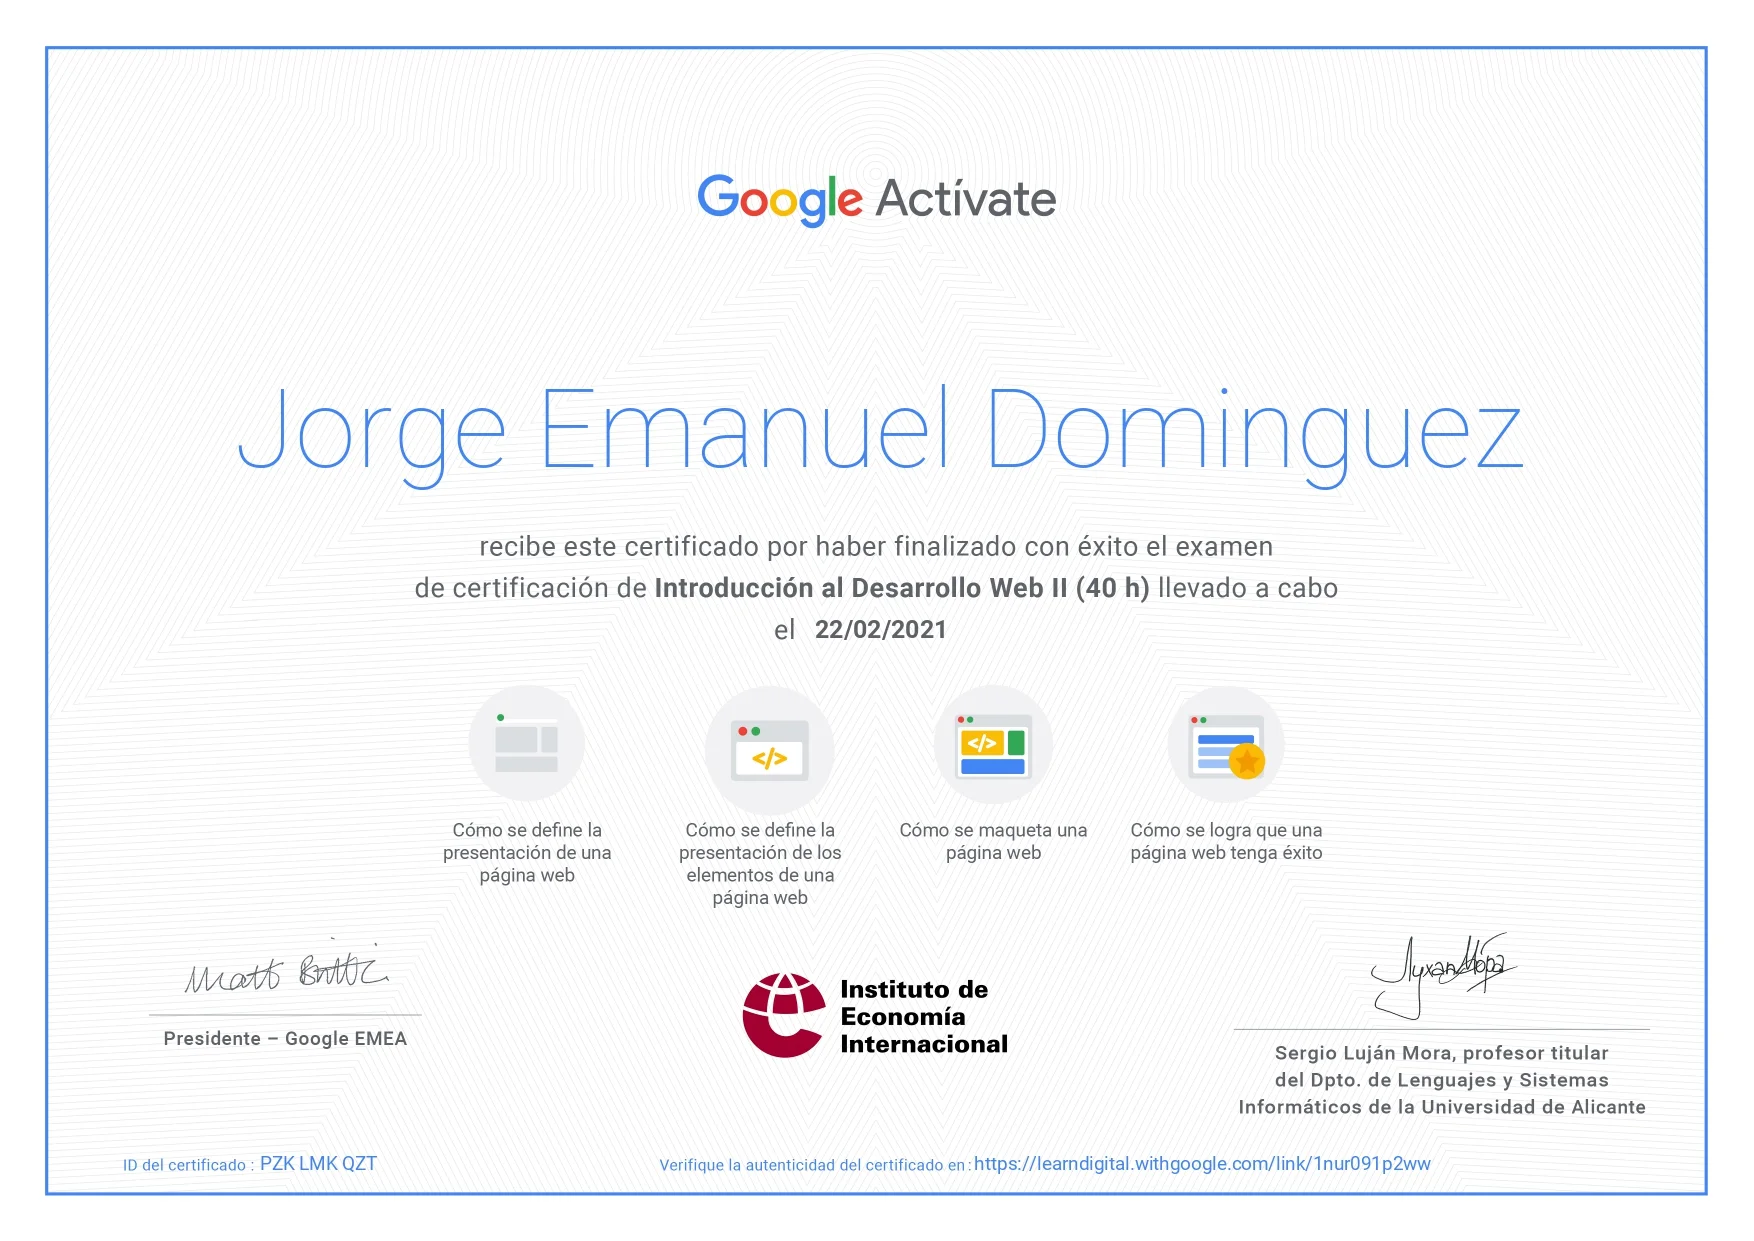 Google Actívate
Jorge Emanuel Dominguez
recibe este certificado por haber finalizado con éxito el examen
de certificación de Introducción al Desarrollo Web II (40 h) llevado a cabo
el 22/02/2021
</>
</>
Cómo se define la
presentación de una
página web
Cómo se define la
presentación de los
elementos de una
página web
Cómo se maqueta una
página web
Cómo se logra que una
página web tenga éxito
Matt Brittin
Presidente – Google EMEA
Instituto de
Economía
Internacional
Sergio Luján Mora, profesor titular
del Dpto. de Lenguajes y Sistemas
Informáticos de la Universidad de Alicante
ID del certificado : PZK LMK QZT
Verifique la autenticidad del certificado en : https://learndigital.withgoogle.com/link/1nur091p2ww